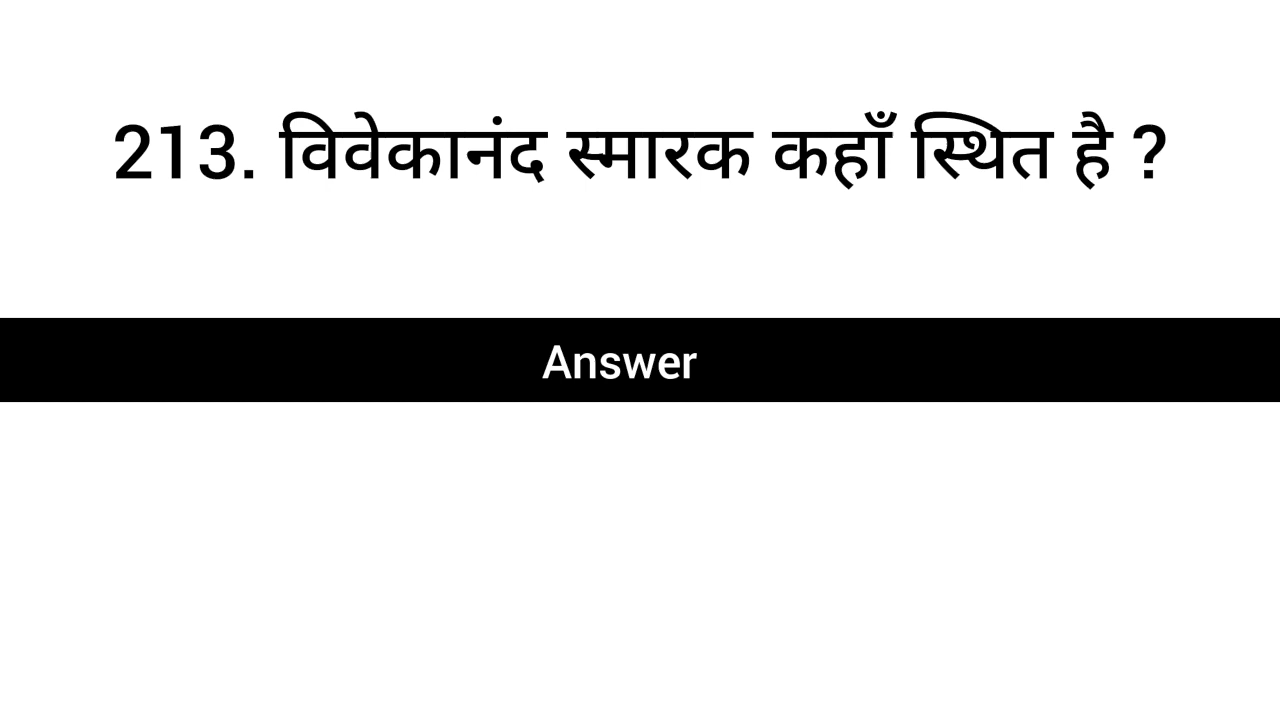 213. विवेकानंद स्मारक कहाँ स्थित है ?
Answer